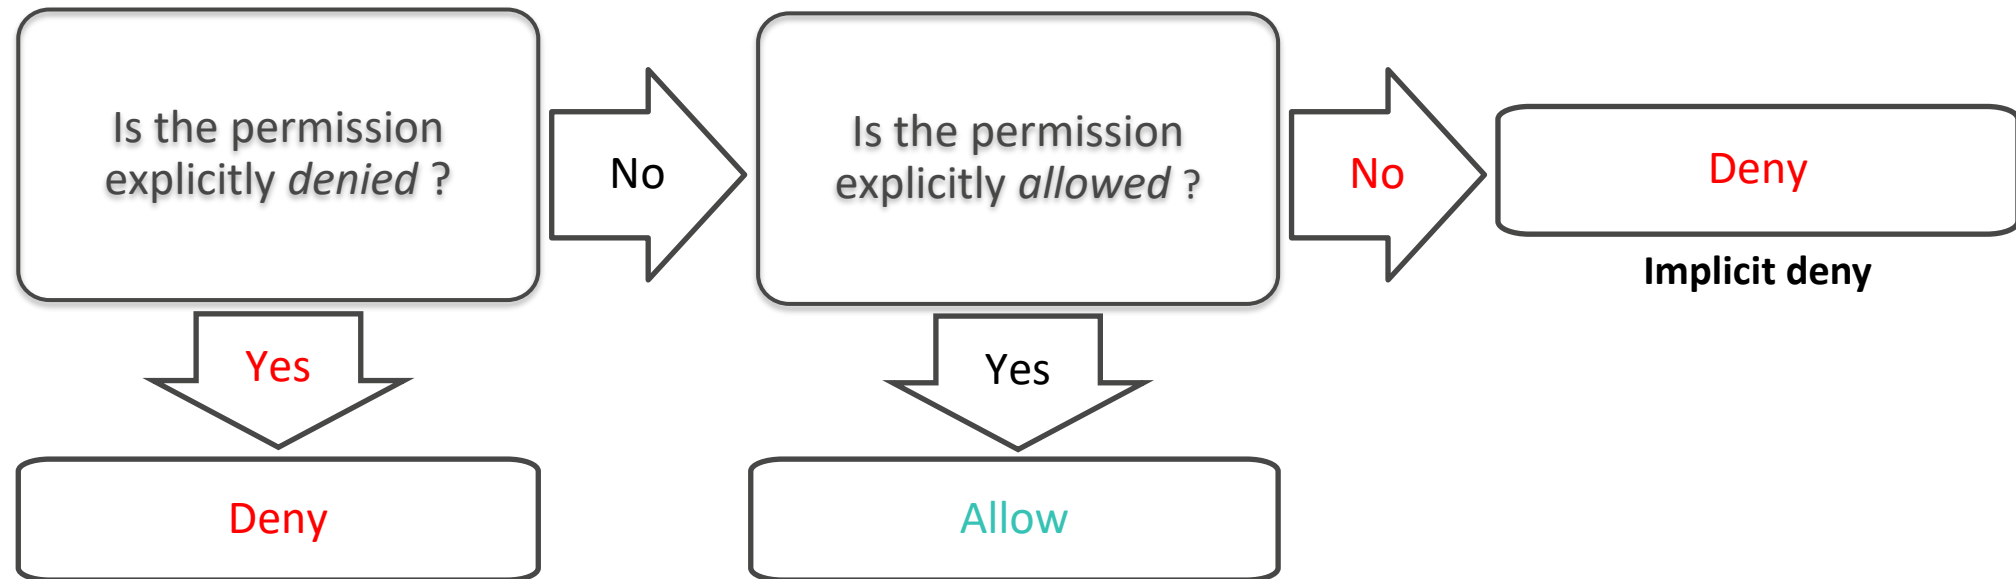 Is the permission
explicitly denied ?
No
Is the permission
explicitly allowed ?
No
Deny
Implicit deny
Yes
Yes
Deny
Allow